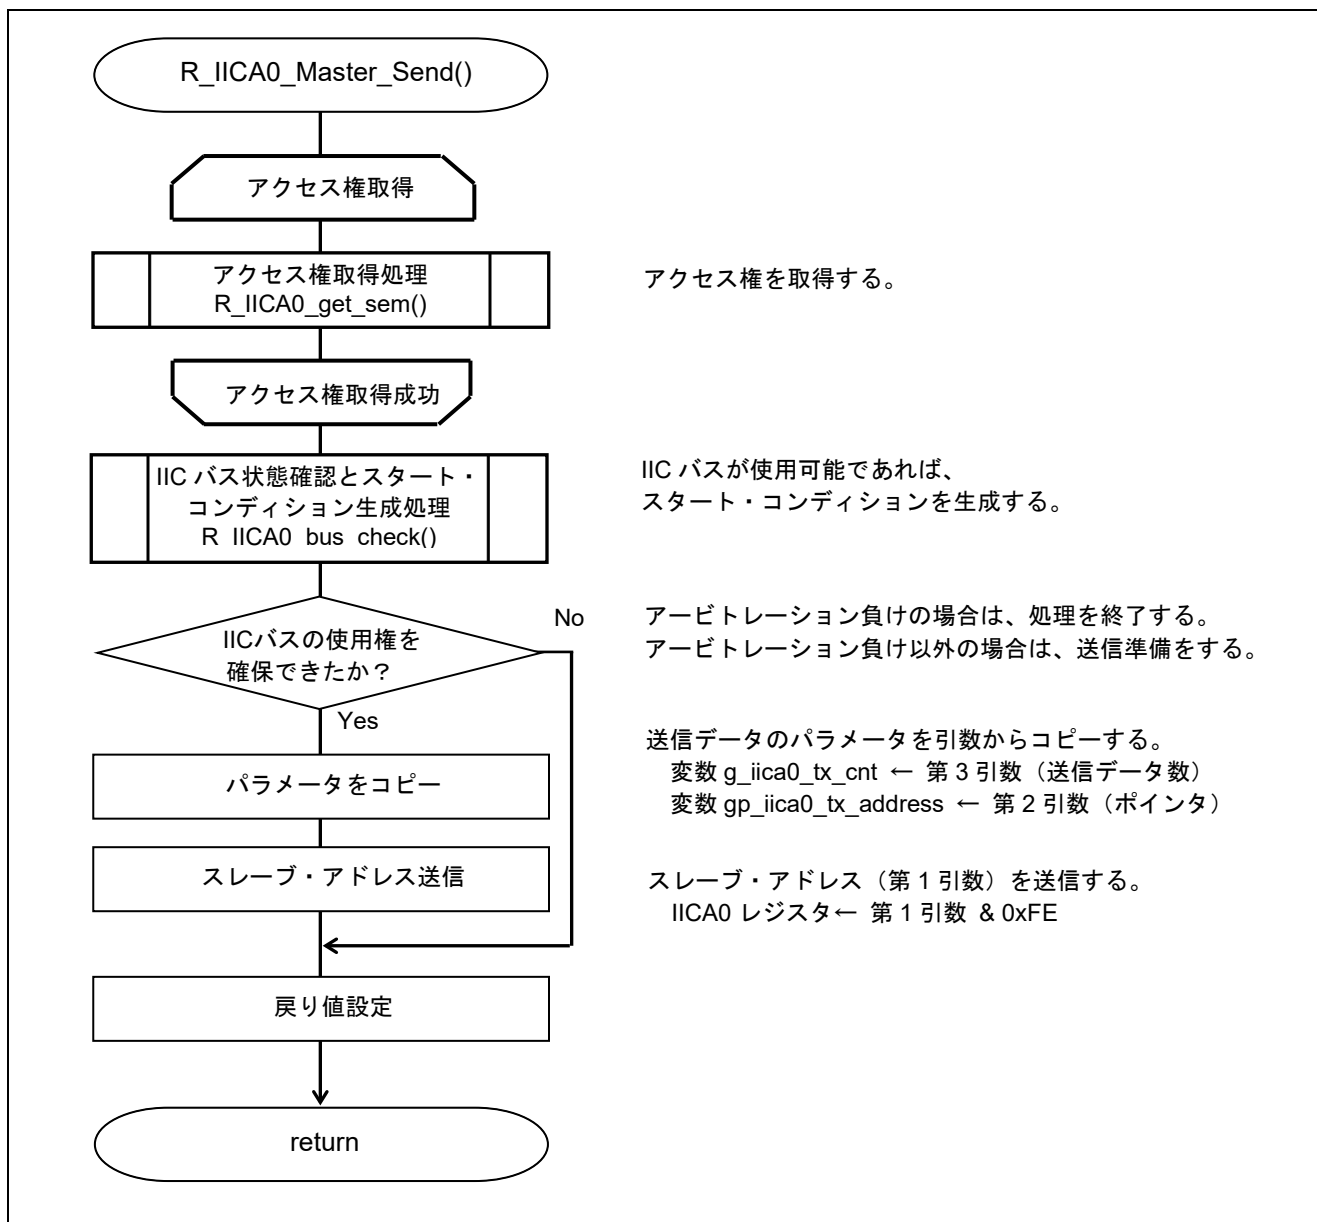 R_IICA0_Master_Send()
アクセス権取得
アクセス権取得処理
R_IICA0_get_sem()
アクセス権を取得する。
アクセス権取得成功
IIC バス状態確認とスタート・
コンディション生成処理
R_IICA0_bus_check()
IIC バスが使用可能であれば、
スタート・コンディションを生成する。
IICバスの使用権を
確保できたか?
No
Yes
アービトレーション負けの場合は、処理を終了する。
アービトレーション負け以外の場合は、送信準備をする。
パラメータをコピー
送信データのパラメータを引数からコピーする。
変数 g_iica0_tx_cnt ← 第 3 引数(送信データ数)
変数 gp_iica0_tx_address ← 第 2 引数(ポインタ)
スレーブ・アドレス送信
スレーブ・アドレス(第 1 引数)を送信する。
IICA0 レジスタ← 第 1 引数 & 0xFE
戻り値設定
return